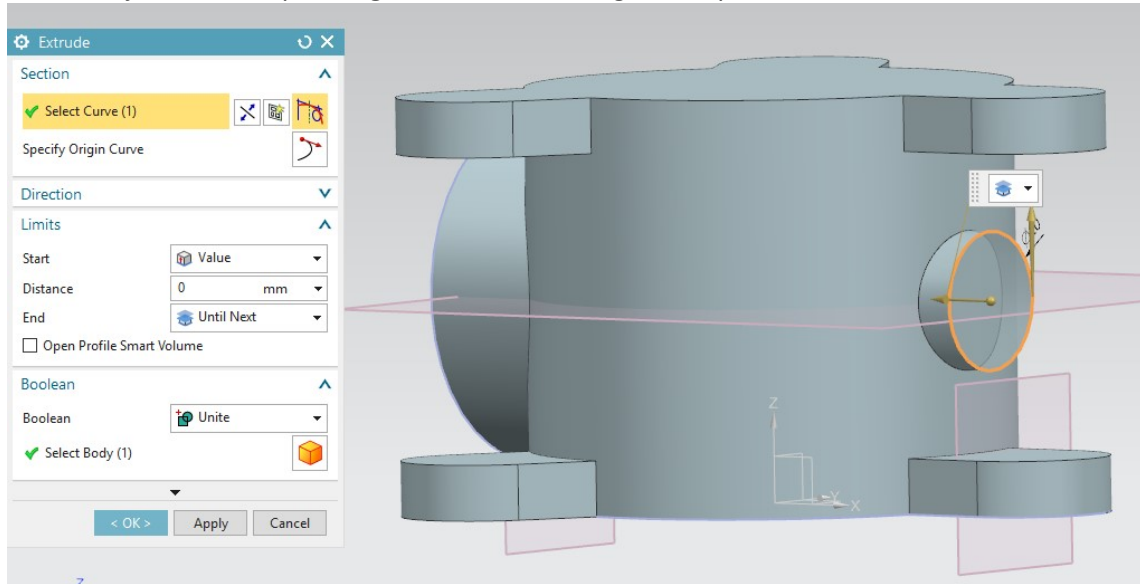 Extrude
Section
Select Curve (1)
Specify Origin Curve
Direction
Limits
Start Value
Distance 0 mm
End Until Next
Open Profile Smart Volume
Boolean
Boolean Unite
Select Body (1)
< OK > Apply Cancel
Z
Y
X
Z